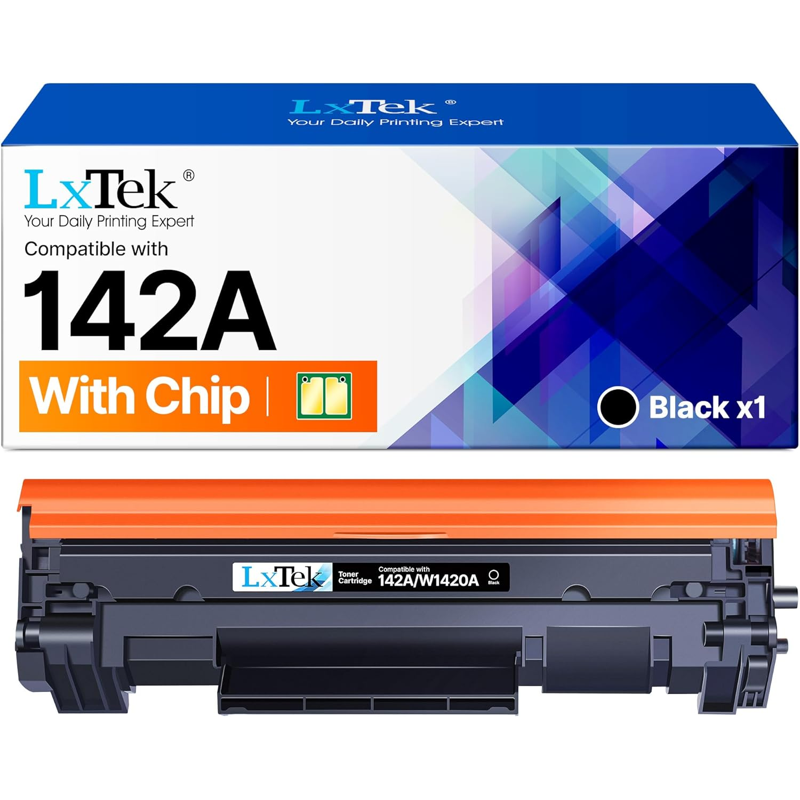 LxTek®
Your Daily Printing Expert
LxTek®
Your Daily Printing Expert
Compatible with
142A
With Chip
Black x1
LxTek
Toner
Cartridge
Compatible with
142A/W1420A
Black